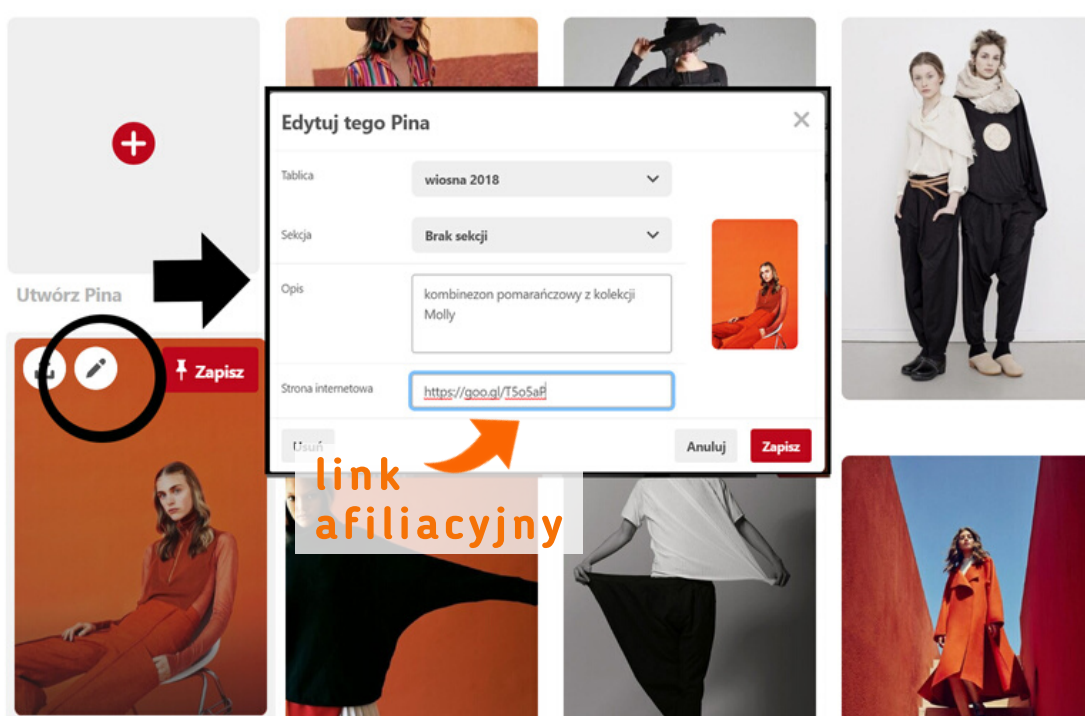 Edytuj tego Pina
Tablica
wiosna 2018
Sekcja
Brak sekcji
Opis
kombinezon pomarańczowy z kolekcji
Molly
Strona internetowa
https://goo.gl/T5o5aP
Usuń
Anuluj
Zapisz
Utwórz Pina
Zapisz
link
afiliacyjny